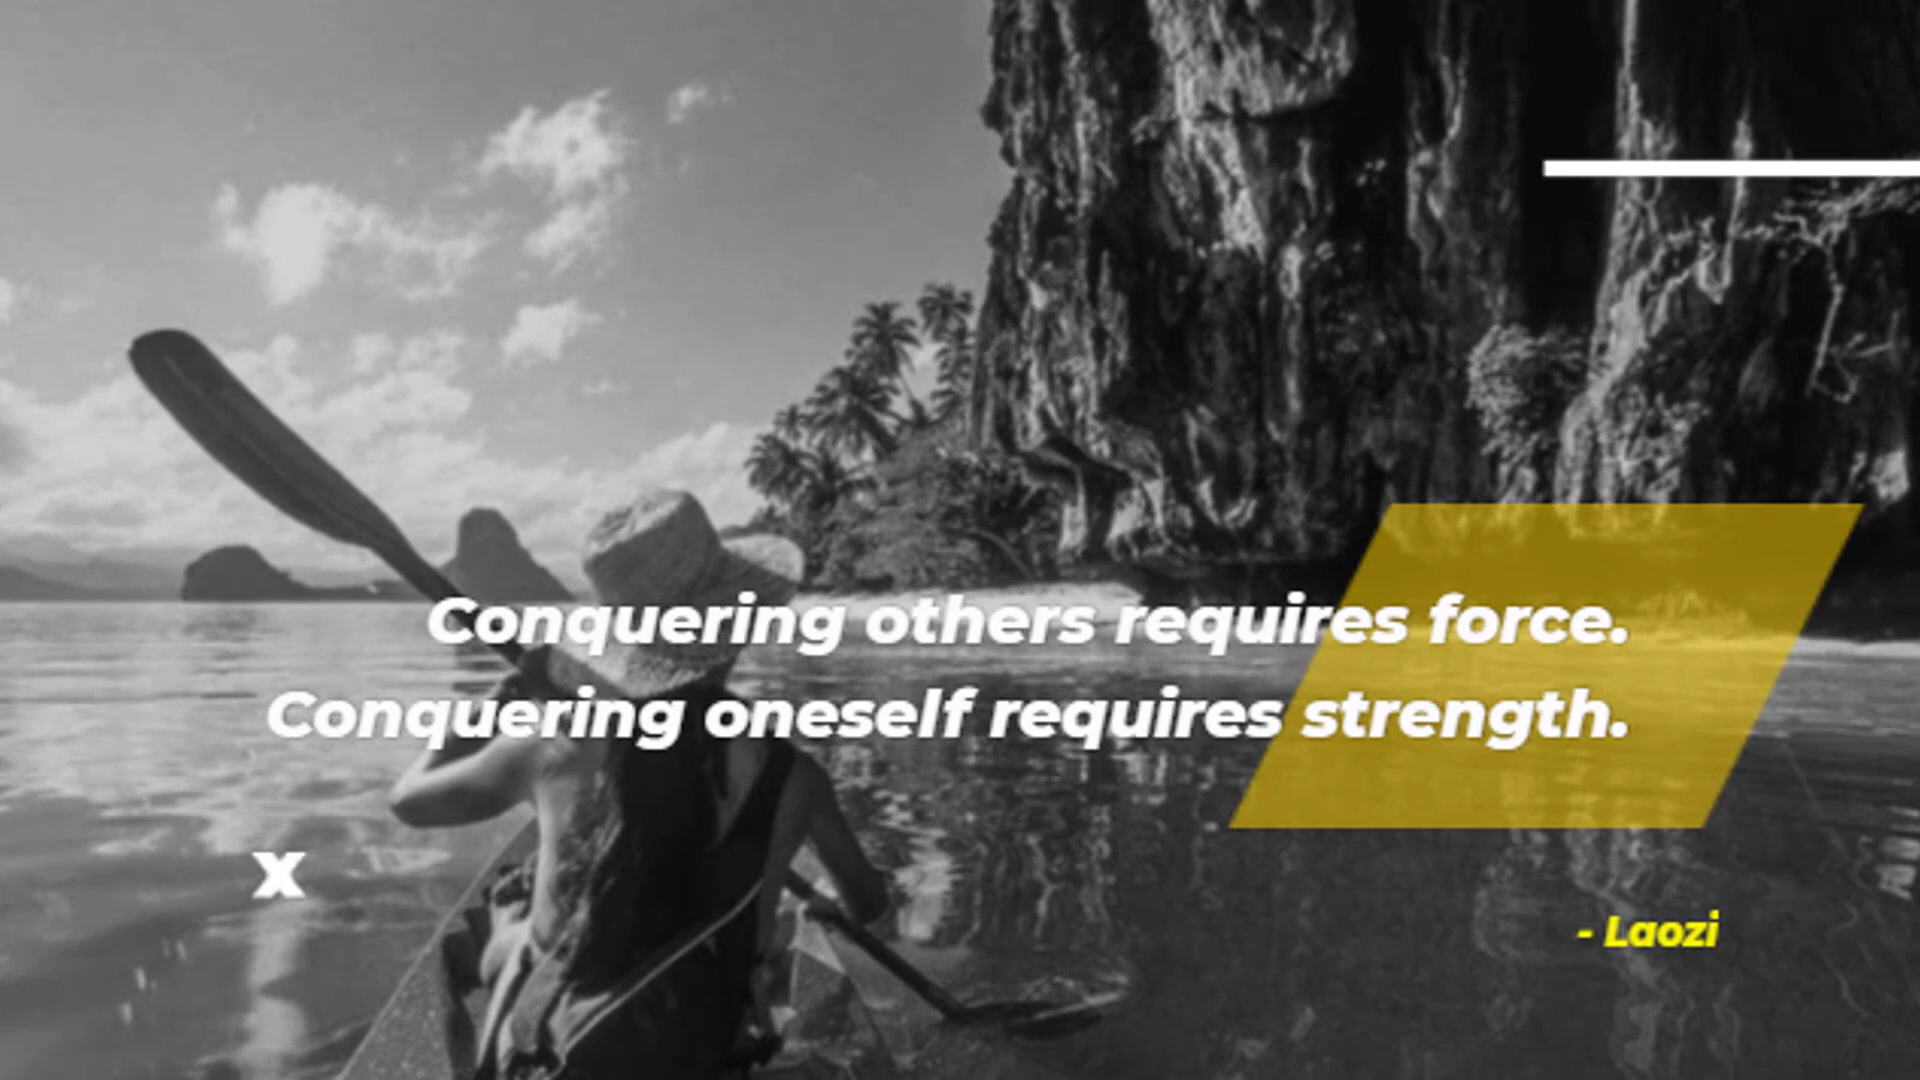 Conquering others requires force.
Conquering oneself requires strength.
x
- Laozi